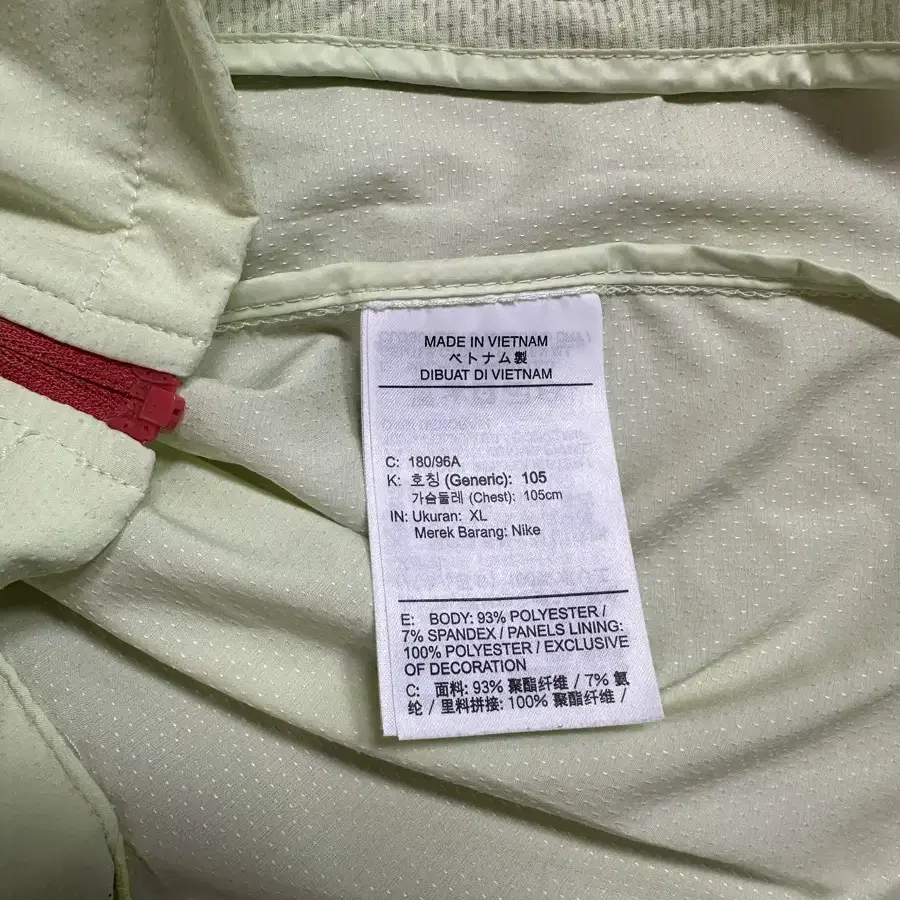 MADE IN VIETNAM
ベトナム製
DIBUAT DI VIETNAM
C: 180/96A
K: 호칭 (Generic): 105
가슴둘레 (Chest): 105cm
IN: Ukuran: XL
Merek Barang: Nike
E: BODY: 93% POLYESTER /
7% SPANDEX / PANELS LINING:
100% POLYESTER / EXCLUSIVE
OF DECORATION
C: 面料: 93% 聚酯纤维 / 7% 氨
纶 / 里料拼接: 100% 聚酯纤维 /